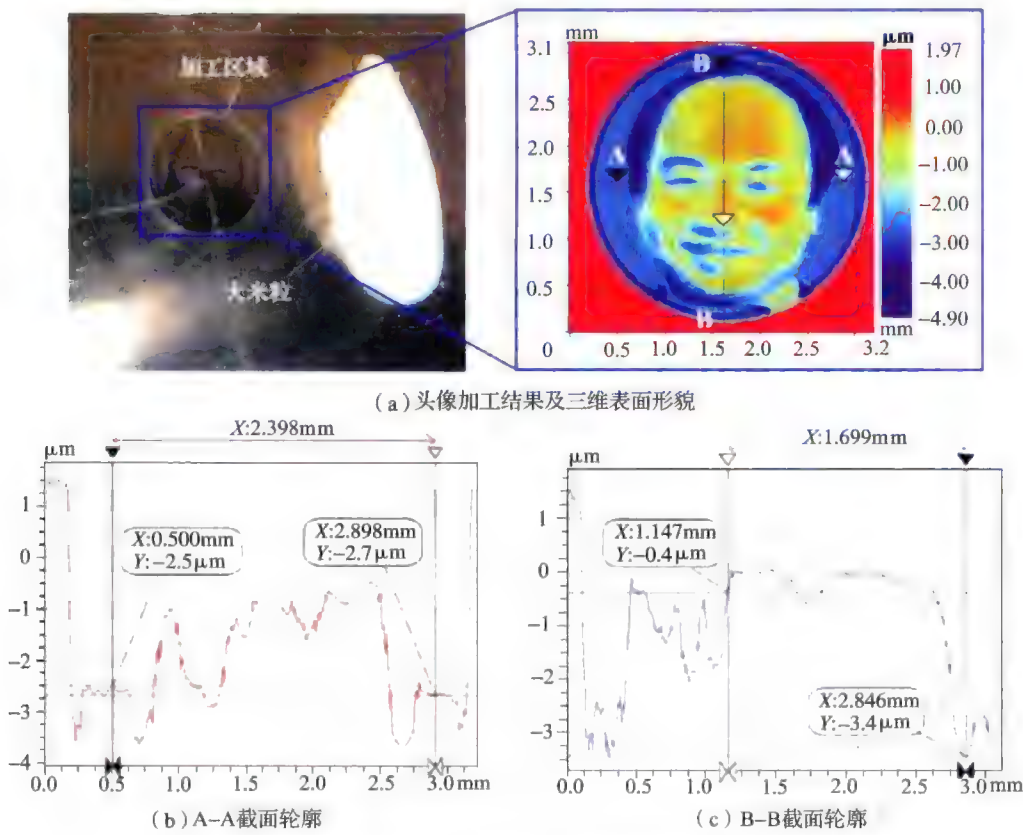 加工区域
大米粒
mm
3.1
2.5
2.0
1.5
1.0
0.5
0
0.5 1.0 1.5 2.0 2.5 3.2
mm
B
A A
B
μm
1.97
1.00
0.00
-1.00
-2.00
-3.00
-4.00
-4.90
(a)头像加工结果及三维表面形貌
X:2.398mm
μm
1
0
-1
-2
-3
-4
X:0.500mm
Y:-2.5μm
X:2.898mm
Y:-2.7μm
0.0 0.5 1.0 1.5 2.0 2.5 3.0mm
(b)A-A截面轮廓
X:1.699mm
μm
1
0
-1
-2
-3
X:1.147mm
Y:-0.4μm
X:2.846mm
Y:-3.4μm
0.0 0.5 1.0 1.5 2.0 2.5 3.0mm
(c)B-B截面轮廓